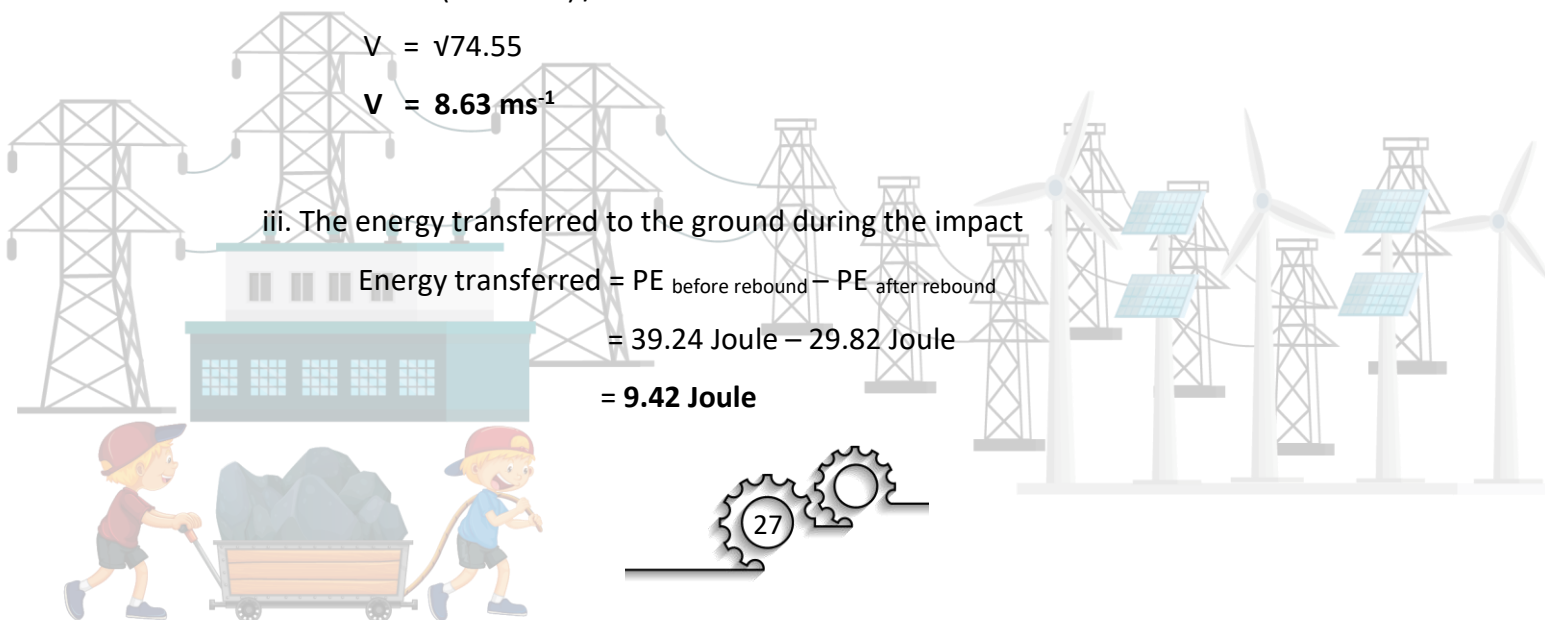 V = √74.55
V = 8.63 ms⁻¹
iii. The energy transferred to the ground during the impact
Energy transferred = PE before rebound – PE after rebound
= 39.24 Joule – 29.82 Joule
= 9.42 Joule
27